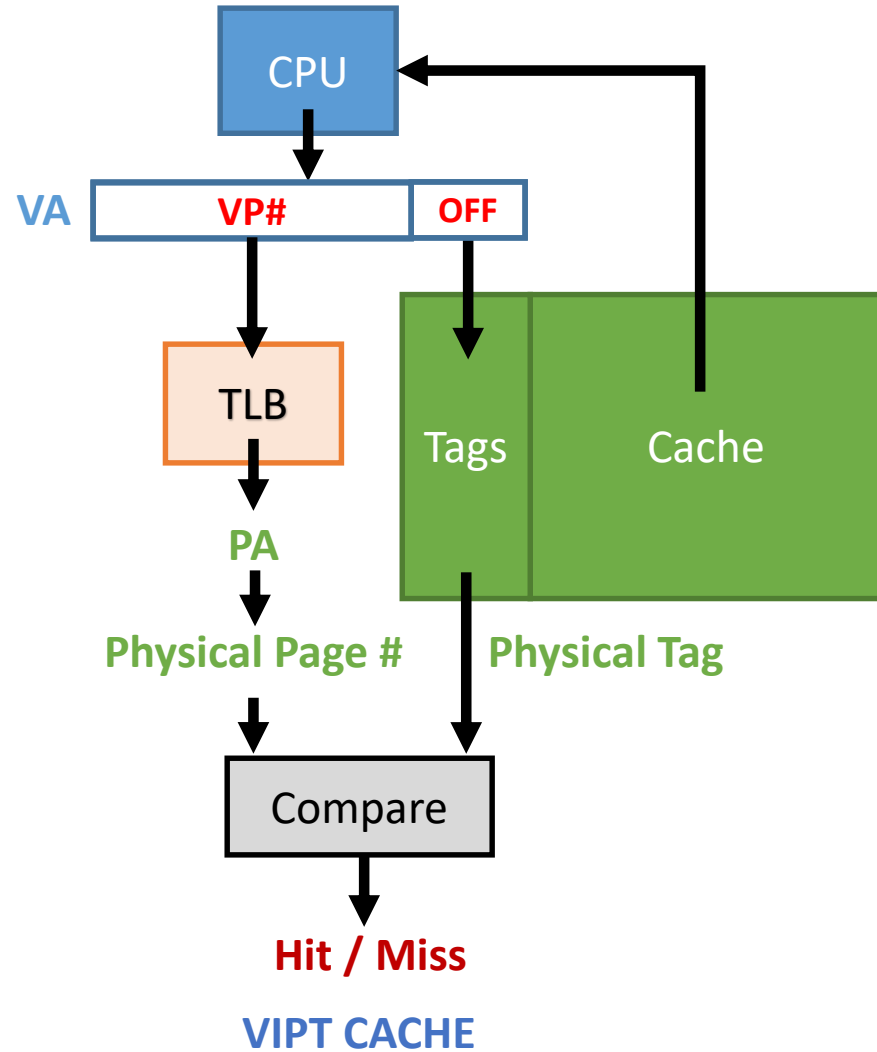 CPU
VA VP# OFF
TLB
Tags Cache
PA
Physical Page # Physical Tag
Compare
Hit / Miss
VIPT CACHE